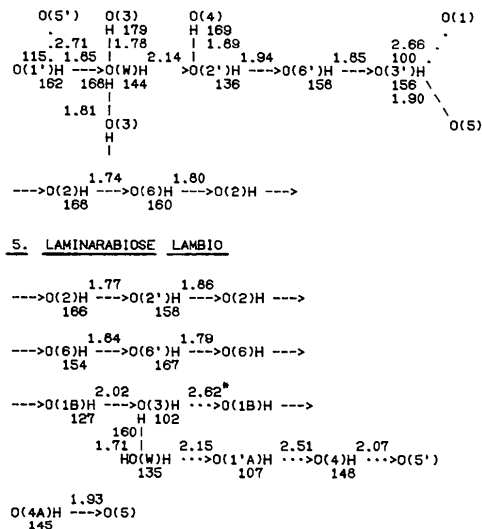 O(5') O(3) O(4) O(1)
. H 179 H 169 .
.2.71 |1.78 |1.89 2.66 .
115. 1.85 | 2.14 | 1.94 1.85 100 .
O(1')H --->O(W)H >O(2')H --->O(6')H --->O(3')H
162 168H 144 136 158 156 \
| 1.90 \
1.81 | \
O(3) O(5)
H
|
1.74 1.80
--->O(2)H --->O(6)H --->O(2)H --->
168 160
5. LAMINARABIOSE LAMBIO
1.77 1.86
--->O(2)H --->O(2')H --->O(2)H --->
166 158
1.84 1.79
--->O(6)H --->O(6')H --->O(6)H --->
154 167
2.02 2.62*
--->O(1B)H --->O(3)H ···>O(1B)H --->
127 H 102
160|
1.71 | 2.15 2.51 2.07
HO(W)H ···>O(1'A)H ···>O(4)H ···>O(5')
135 107 148
1.93
O(4A)H --->O(5)
145